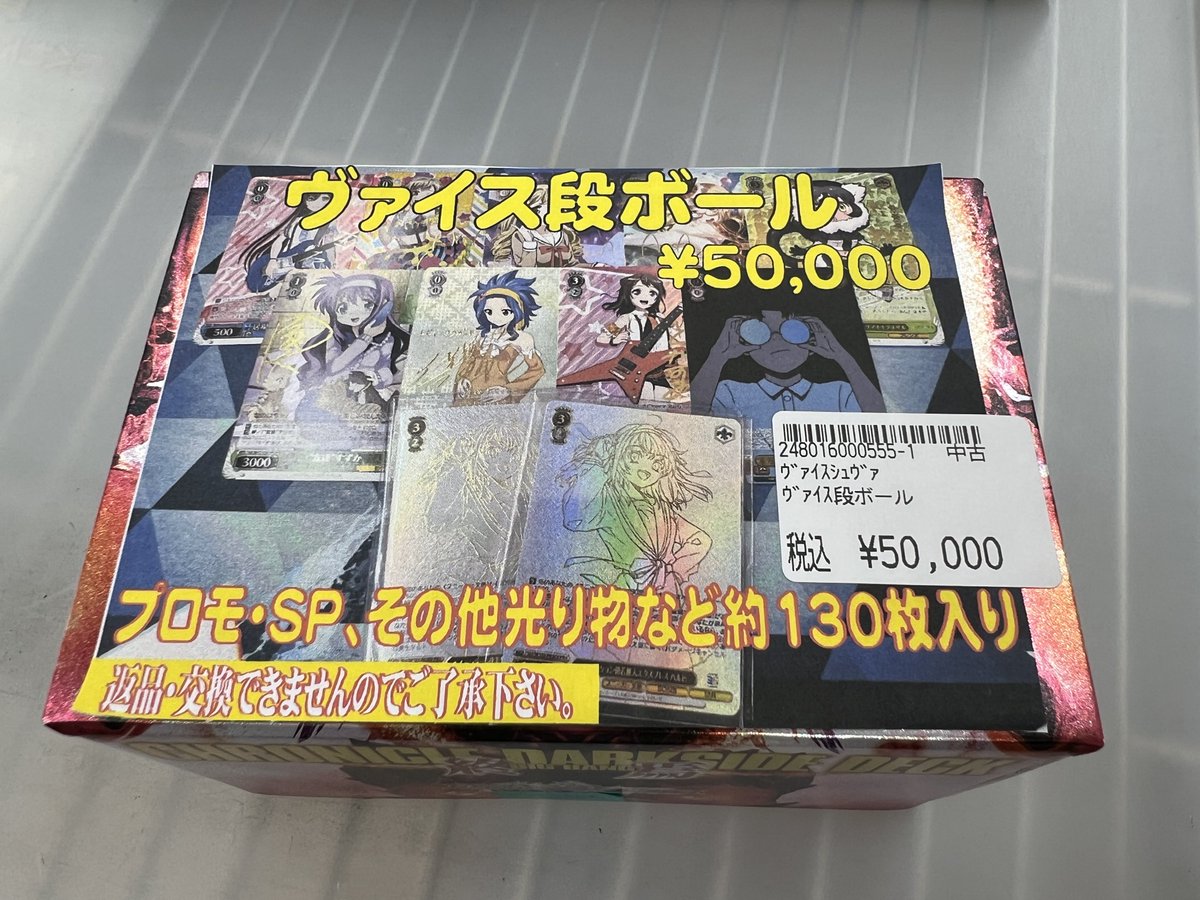 ヴァイス段ボール
¥50,000
500
3000
248016000555-1 中古
ヴァイスシュヴァ
ヴァイス段ボール
税込 ¥50,000
プロモ・SP、その他光り物など約130枚入り
返品・交換できませんのでご了承下さい。
CHRONICLE DARKSIDE DECK